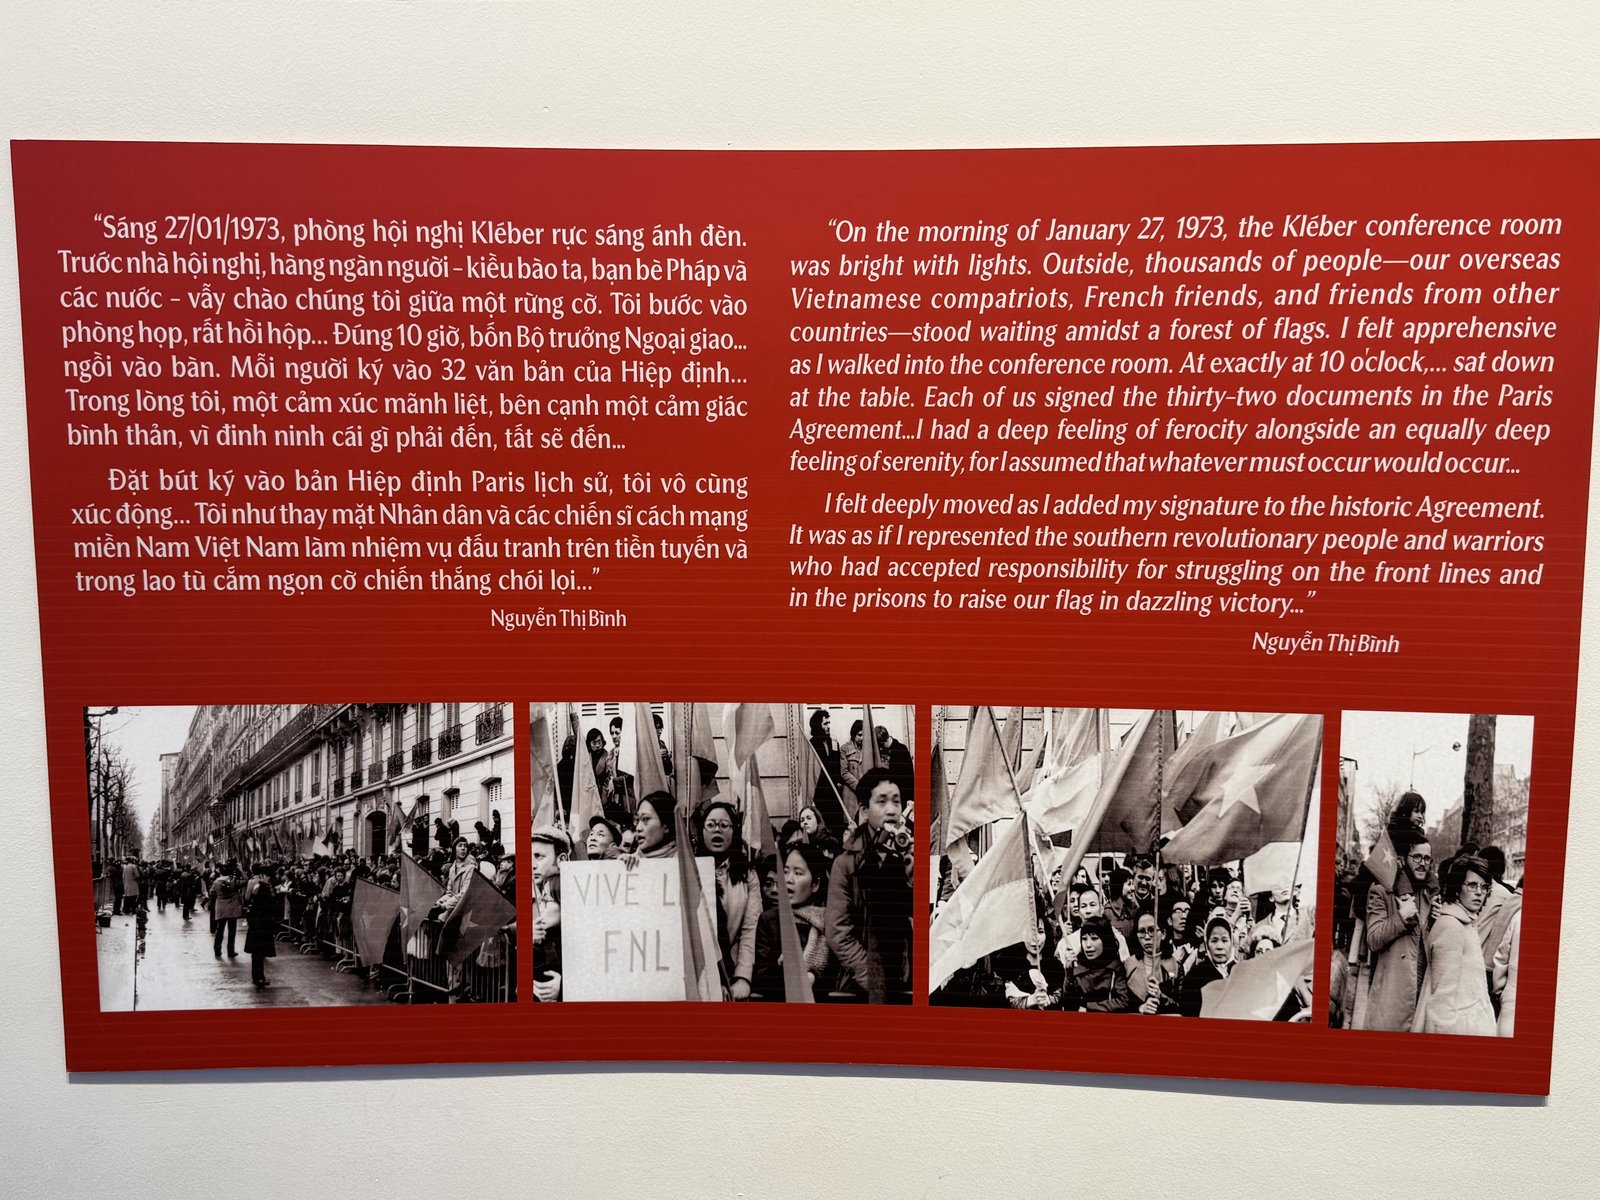 “Sáng 27/01/1973, phòng hội nghị Kléber rực sáng ánh đèn.
Trước nhà hội nghị, hàng ngàn người - kiều bào ta, bạn bè Pháp và
các nước - vẫy chào chúng tôi giữa một rừng cờ. Tôi bước vào
phòng họp, rất hồi hộp... Đúng 10 giờ, bốn Bộ trưởng Ngoại giao...
ngồi vào bàn. Mỗi người ký vào 32 văn bản của Hiệp định...
Trong lòng tôi, một cảm xúc mãnh liệt, bên cạnh một cảm giác
bình thản, vì đinh ninh cái gì phải đến, tất sẽ đến...
Đặt bút ký vào bản Hiệp định Paris lịch sử, tôi vô cùng
xúc động... Tôi như thay mặt Nhân dân và các chiến sĩ cách mạng
miền Nam Việt Nam làm nhiệm vụ đấu tranh trên tiền tuyến và
trong lao tù cắm ngọn cờ chiến thắng chói lọi...”
Nguyễn Thị Bình
“On the morning of January 27, 1973, the Kléber conference room
was bright with lights. Outside, thousands of people—our overseas
Vietnamese compatriots, French friends, and friends from other
countries—stood waiting amidst a forest of flags. I felt apprehensive
as I walked into the conference room. At exactly at 10 o'clock,... sat down
at the table. Each of us signed the thirty-two documents in the Paris
Agreement...I had a deep feeling of ferocity alongside an equally deep
feeling of serenity, for I assumed that whatever must occur would occur...
I felt deeply moved as I added my signature to the historic Agreement.
It was as if I represented the southern revolutionary people and warriors
who had accepted responsibility for struggling on the front lines and
in the prisons to raise our flag in dazzling victory...”
Nguyễn Thị Bình
VIVE
FNL